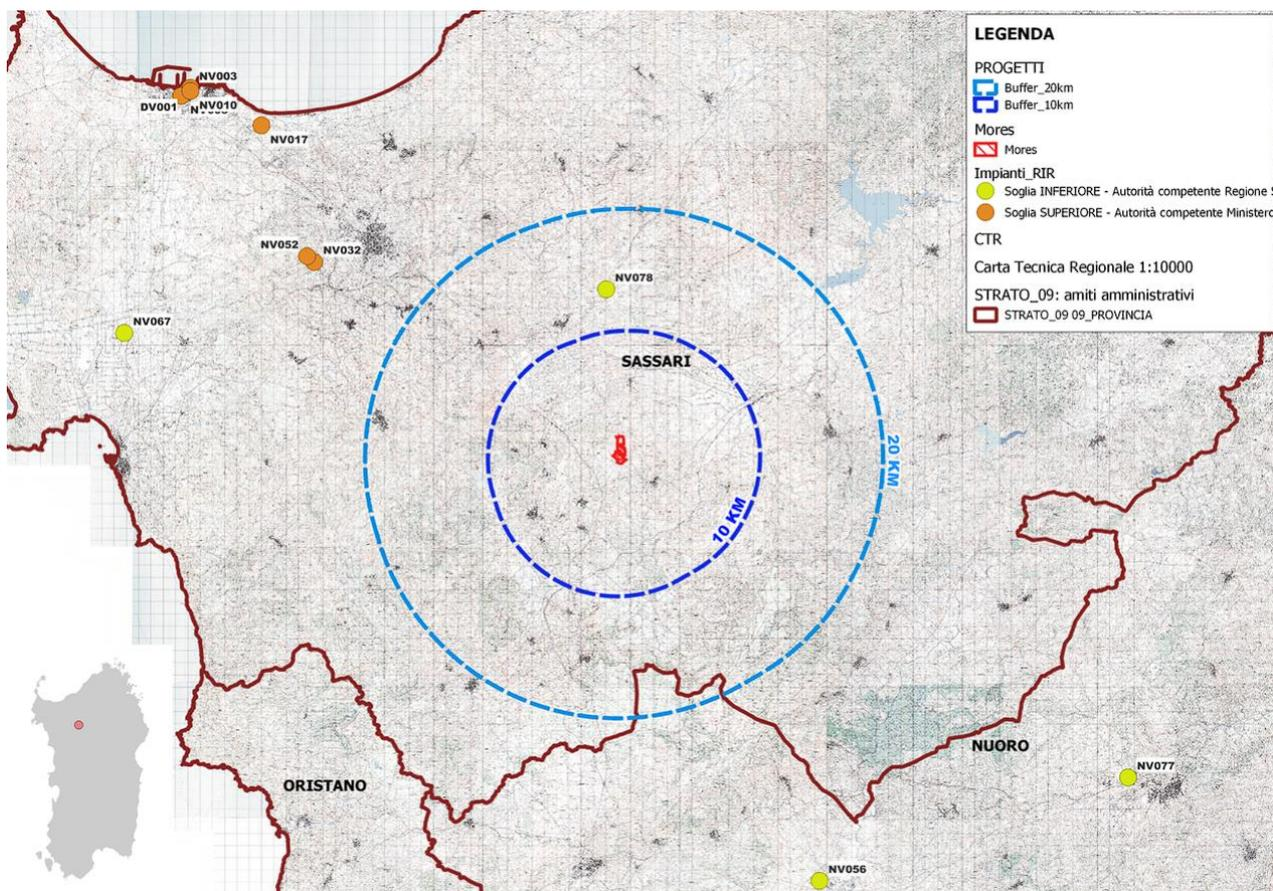 NV003
DV001
NV010
NV017
NV052
NV032
NV078
NV067
SASSARI
20 KM
10 KM
ORISTANO
NUORO
NV077
NV056
LEGENDA
PROGETTI
Buffer_20km
Buffer_10km
Mores
Mores
Impianti_RIR
Soglia INFERIORE - Autorità competente Regione S
Soglia SUPERIORE - Autorità competente Ministero
CTR
Carta Tecnica Regionale 1:10000
STRATO_09: amiti amministrativi
STRATO_09 09_PROVINCIA